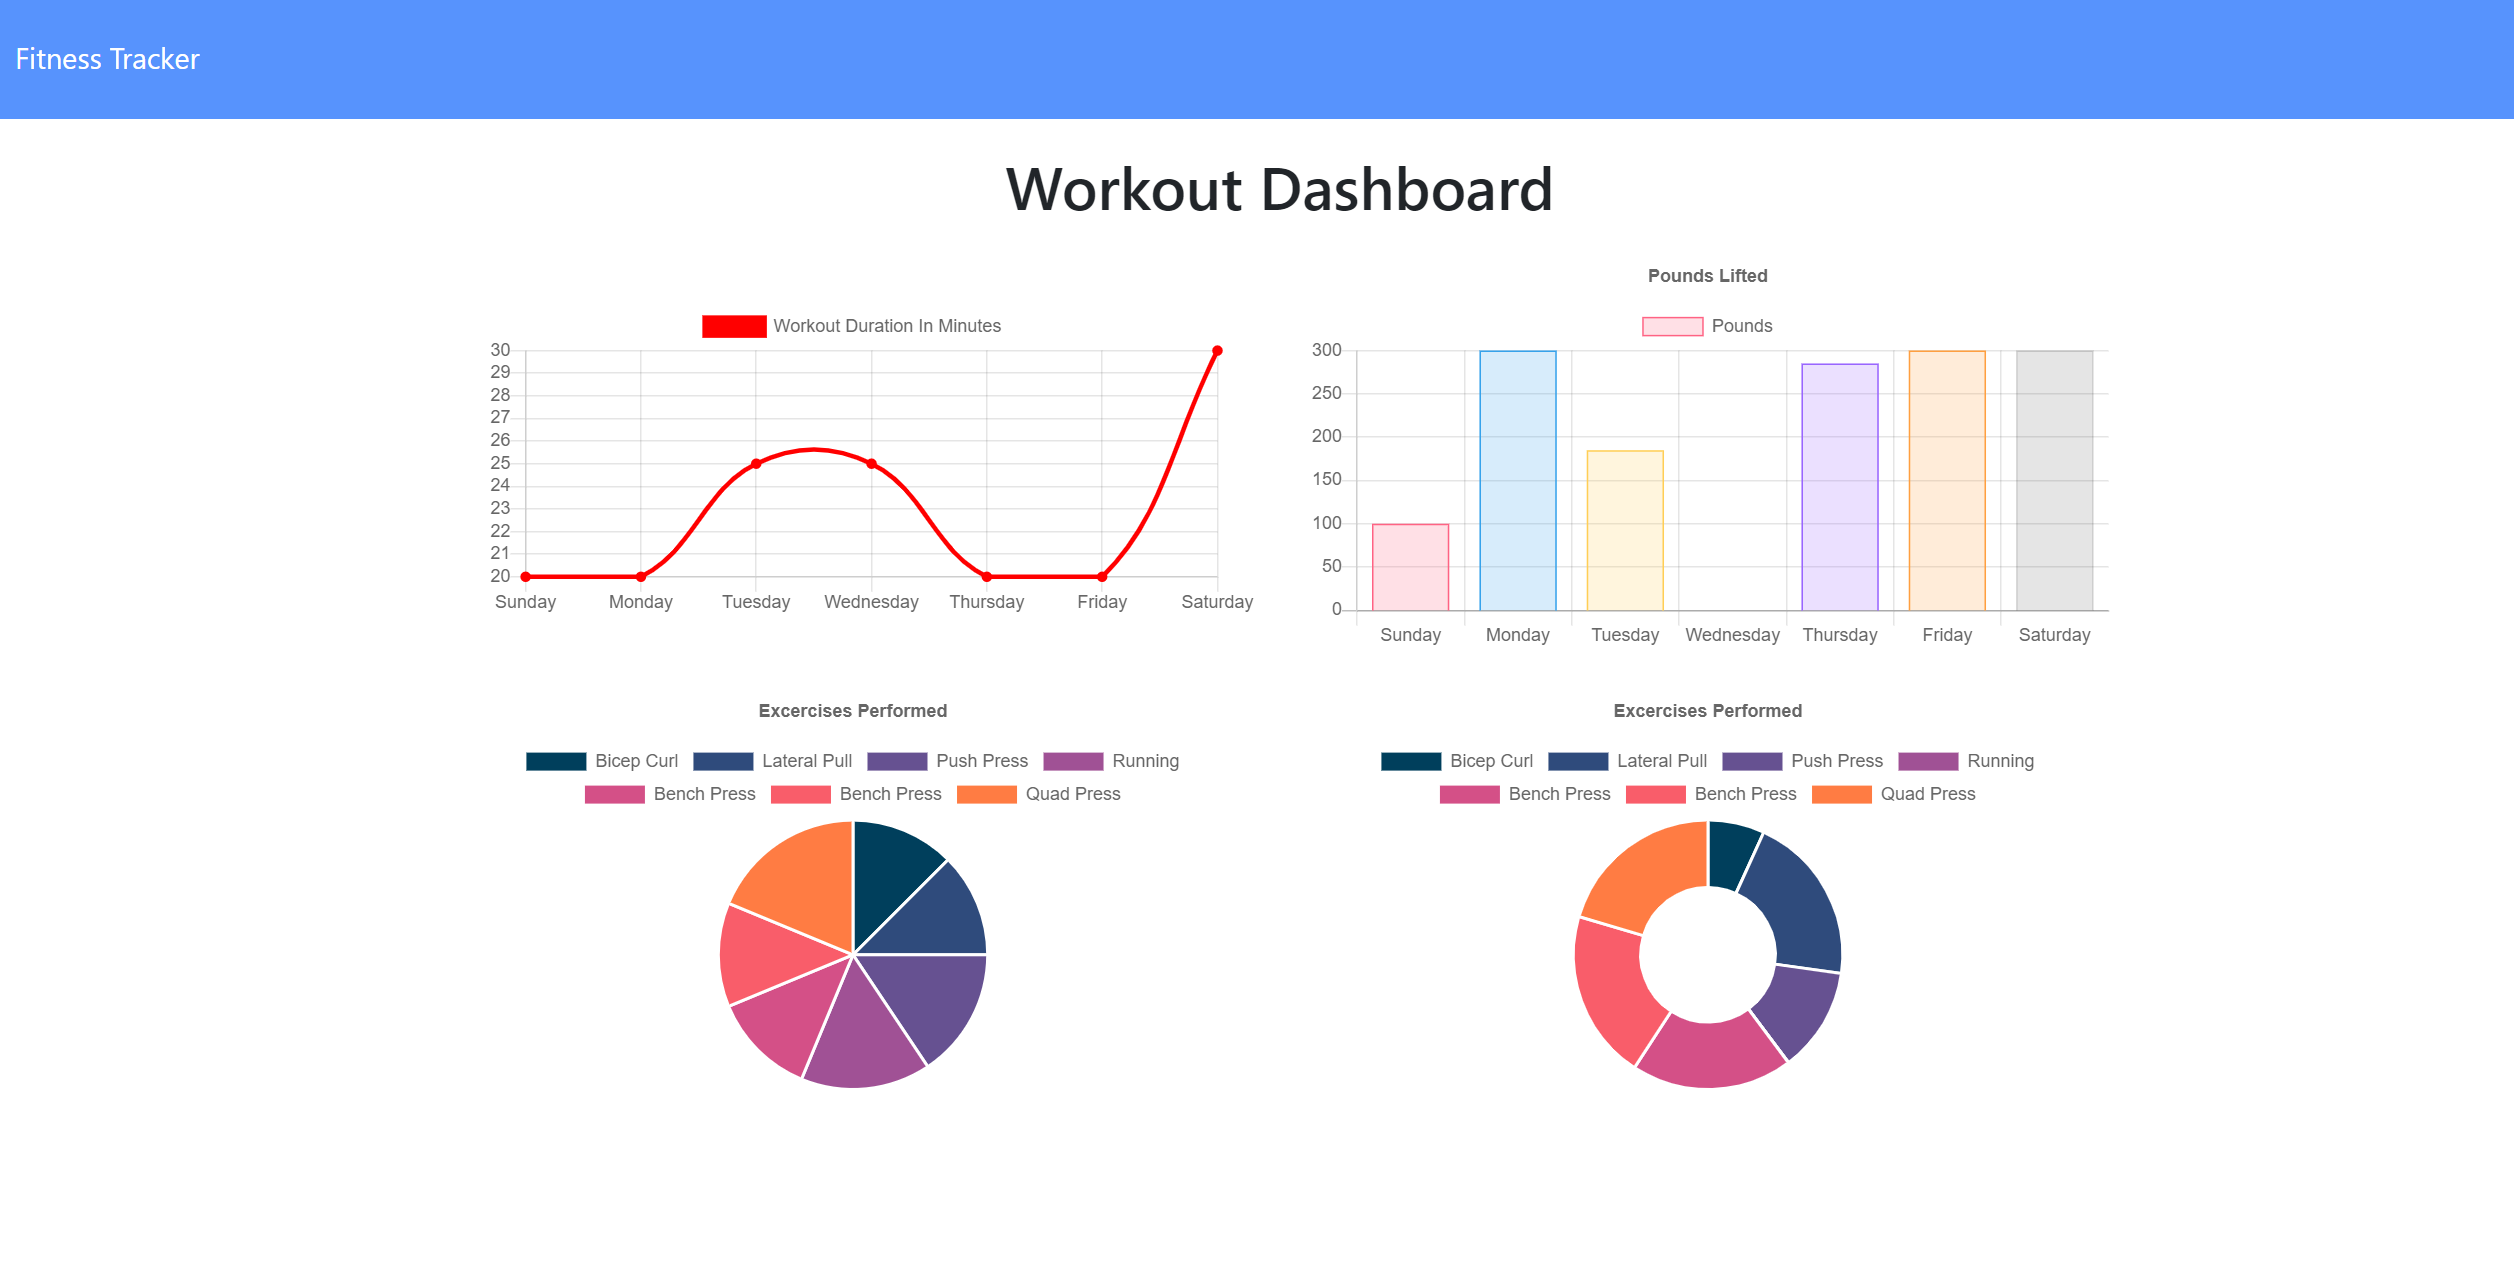 Fitness Tracker
Workout Dashboard
Workout Duration In Minutes
30
29
28
27
26
25
24
23
22
21
20
Sunday Monday Tuesday Wednesday Thursday Friday Saturday
Pounds Lifted
Pounds
300
250
200
150
100
50
0
Sunday Monday Tuesday Wednesday Thursday Friday Saturday
Excercises Performed
Bicep Curl Lateral Pull Push Press Running
Bench Press Bench Press Quad Press
Excercises Performed
Bicep Curl Lateral Pull Push Press Running
Bench Press Bench Press Quad Press